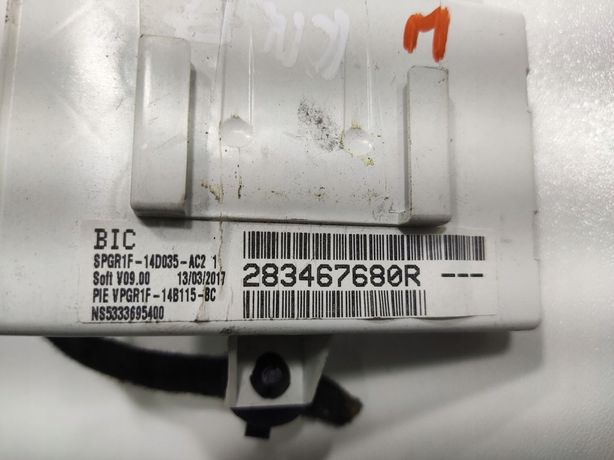 M
BIC
SPGR1F-14D035-AC2 1
Soft V09.00 13/03/2017
PIE VPGR1F-14B115-BC
NS5333695400
283467680R ---